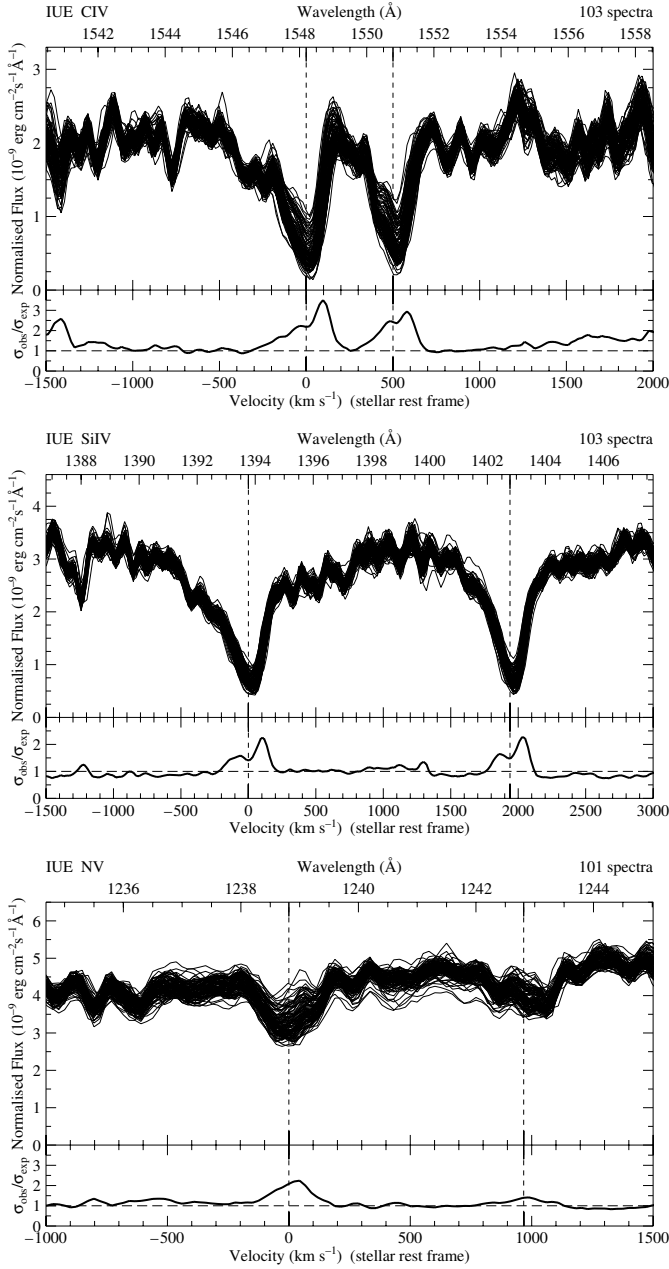 IUE CIV Wavelength (Å) 103 spectra
1542 1544 1546 1548 1550 1552 1554 1556 1558
Normalised Flux (10⁻⁹ erg cm⁻²s⁻¹Å⁻¹)
3
2
1
0
σobs/σexp
3
2
1
0
−1500 −1000 −500 0 500 1000 1500 2000
Velocity (km s⁻¹) (stellar rest frame)
IUE SiIV Wavelength (Å) 103 spectra
1388 1390 1392 1394 1396 1398 1400 1402 1404 1406
Normalised Flux (10⁻⁹ erg cm⁻²s⁻¹Å⁻¹)
4
3
2
1
0
σobs/σexp
2
1
0
−1500 −1000 −500 0 500 1000 1500 2000 2500 3000
Velocity (km s⁻¹) (stellar rest frame)
IUE NV Wavelength (Å) 101 spectra
1236 1238 1240 1242 1244
Normalised Flux (10⁻⁹ erg cm⁻²s⁻¹Å⁻¹)
6
5
4
3
2
1
0
σobs/σexp
3
2
1
0
−1000 −500 0 500 1000 1500
Velocity (km s⁻¹) (stellar rest frame)